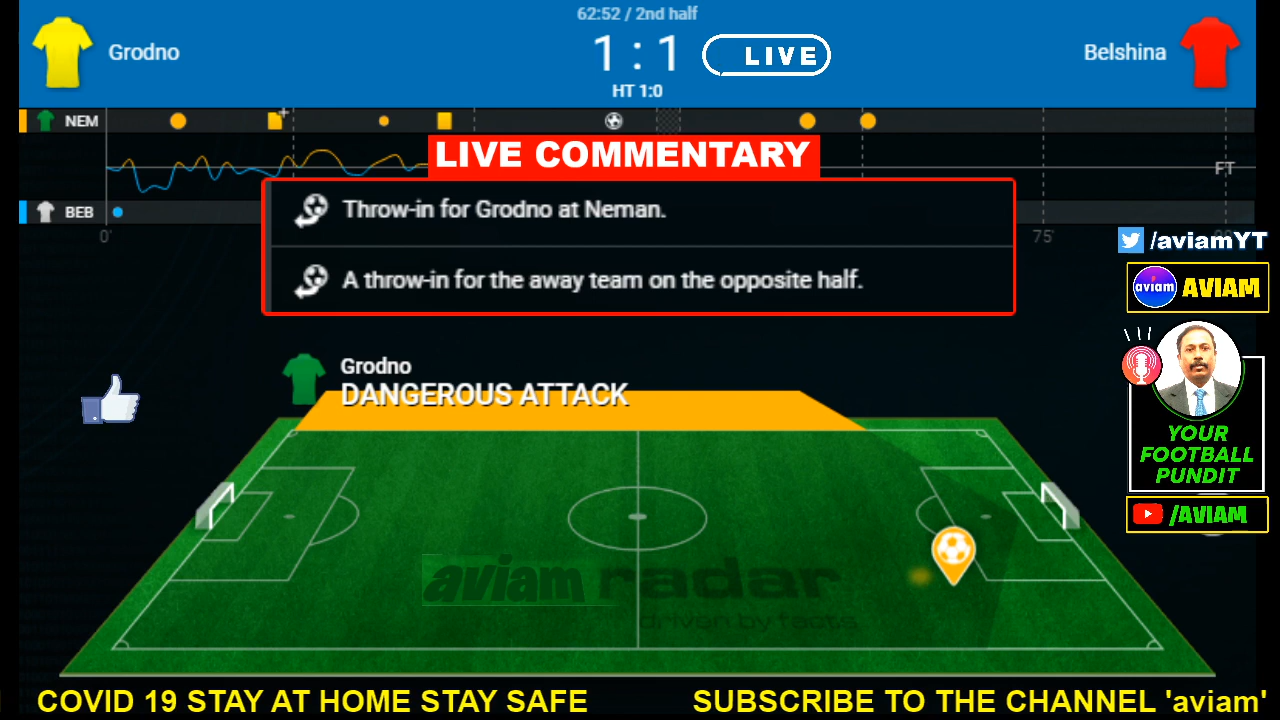 62:52 / 2nd half
Grodno
1 : 1
LIVE
Belshina
HT 1:0
NEM
LIVE COMMENTARY
FT
Throw-in for Grodno at Neman.
BEB
0'
75'
/aviamYT
A throw-in for the away team on the opposite half.
aviam AVIAM
Grodno
DANGEROUS ATTACK
YOUR
FOOTBALL
PUNDIT
/AVIAM
aviam radar
driven by facts
COVID 19 STAY AT HOME STAY SAFE SUBSCRIBE TO THE CHANNEL 'aviam'